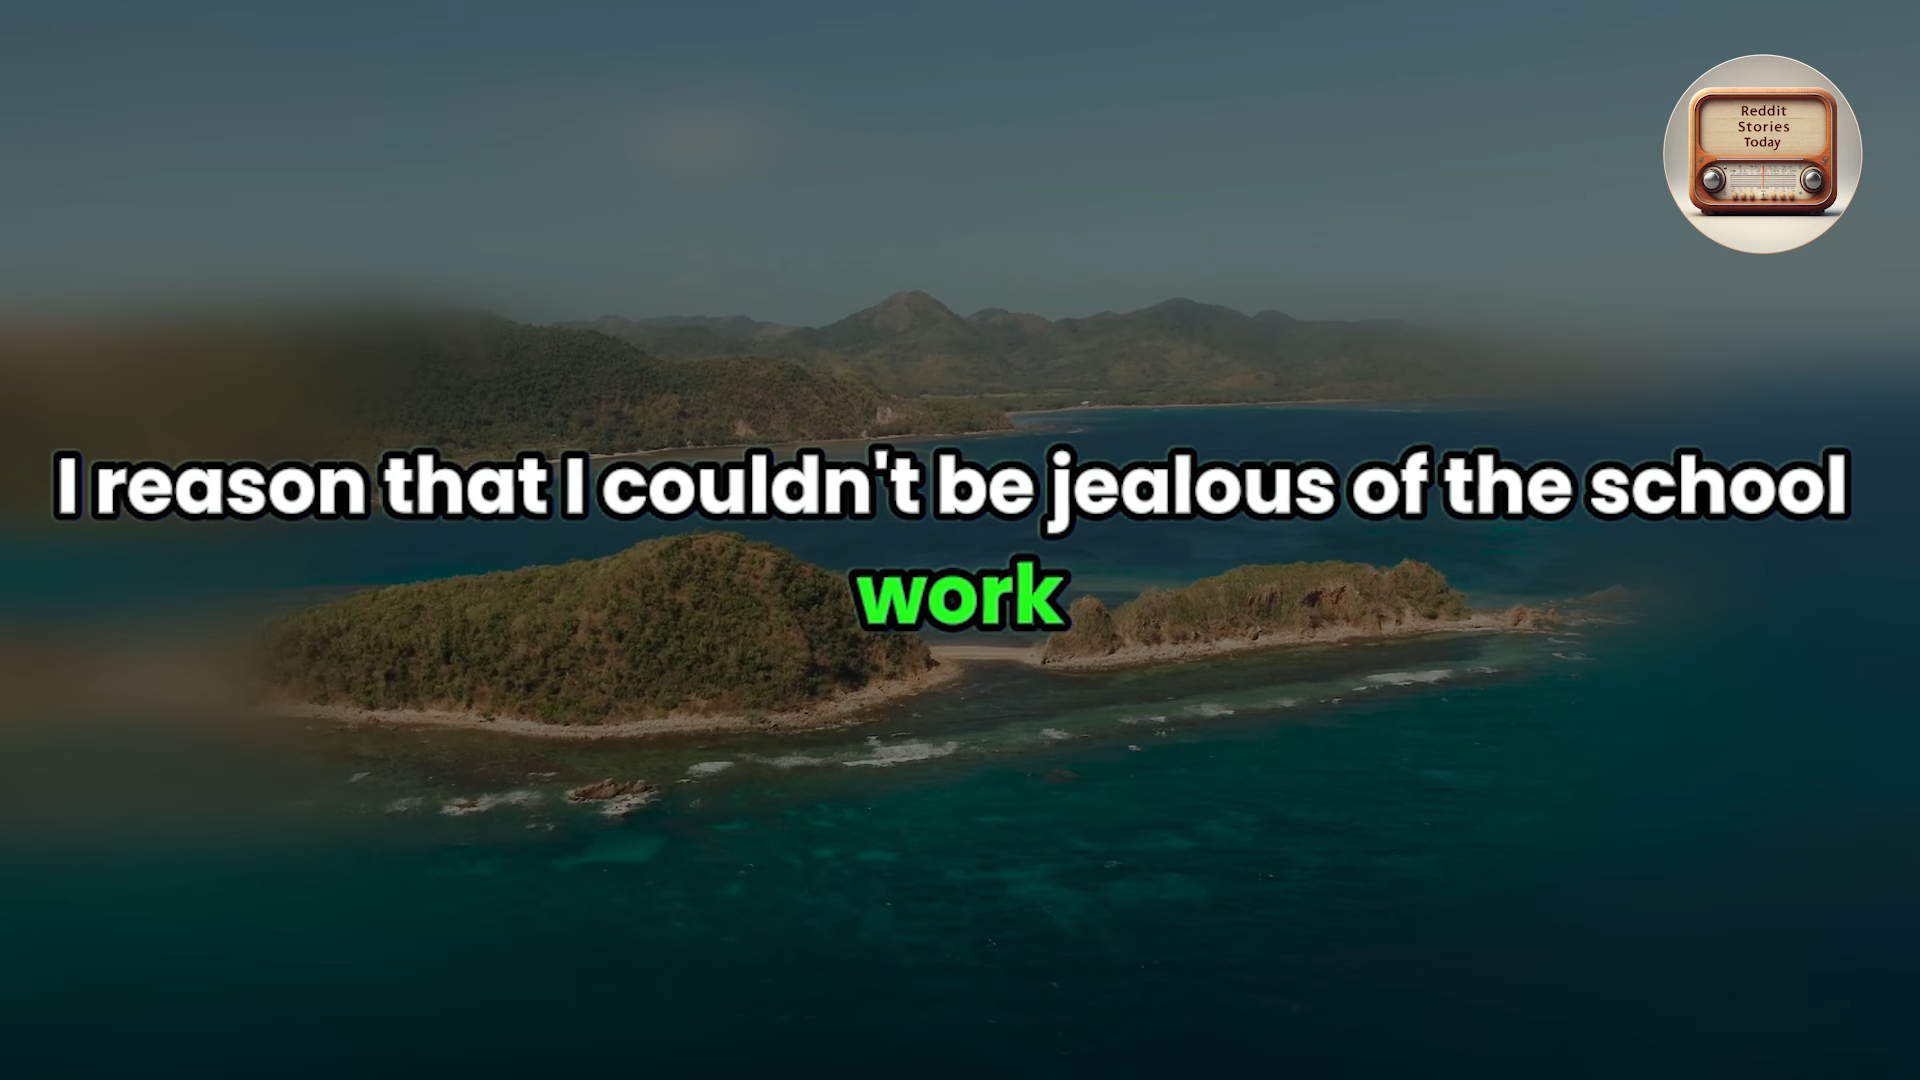 Reddit
Stories
Today
I reason that I couldn't be jealous of the school
work